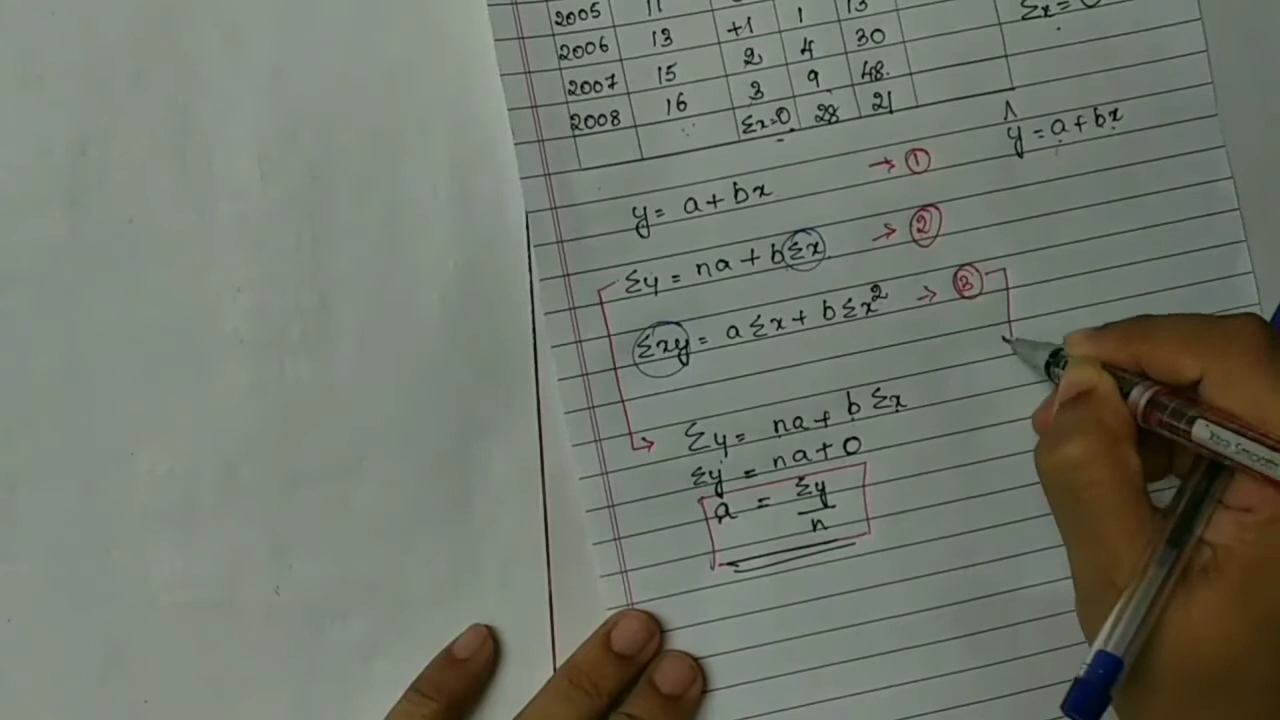 2005 11 13 Σx = 0
2006 13 +1 1 30
2007 15 2 4 48.
2008 16 3 9
Σx=0 28 21
ŷ = a + bx
y = a + bx → ①
Σy = na + bΣx → ②
Σxy = aΣx + bΣx² → ③
Σy = na + bΣx
Σy = na + 0
a = Σy/n